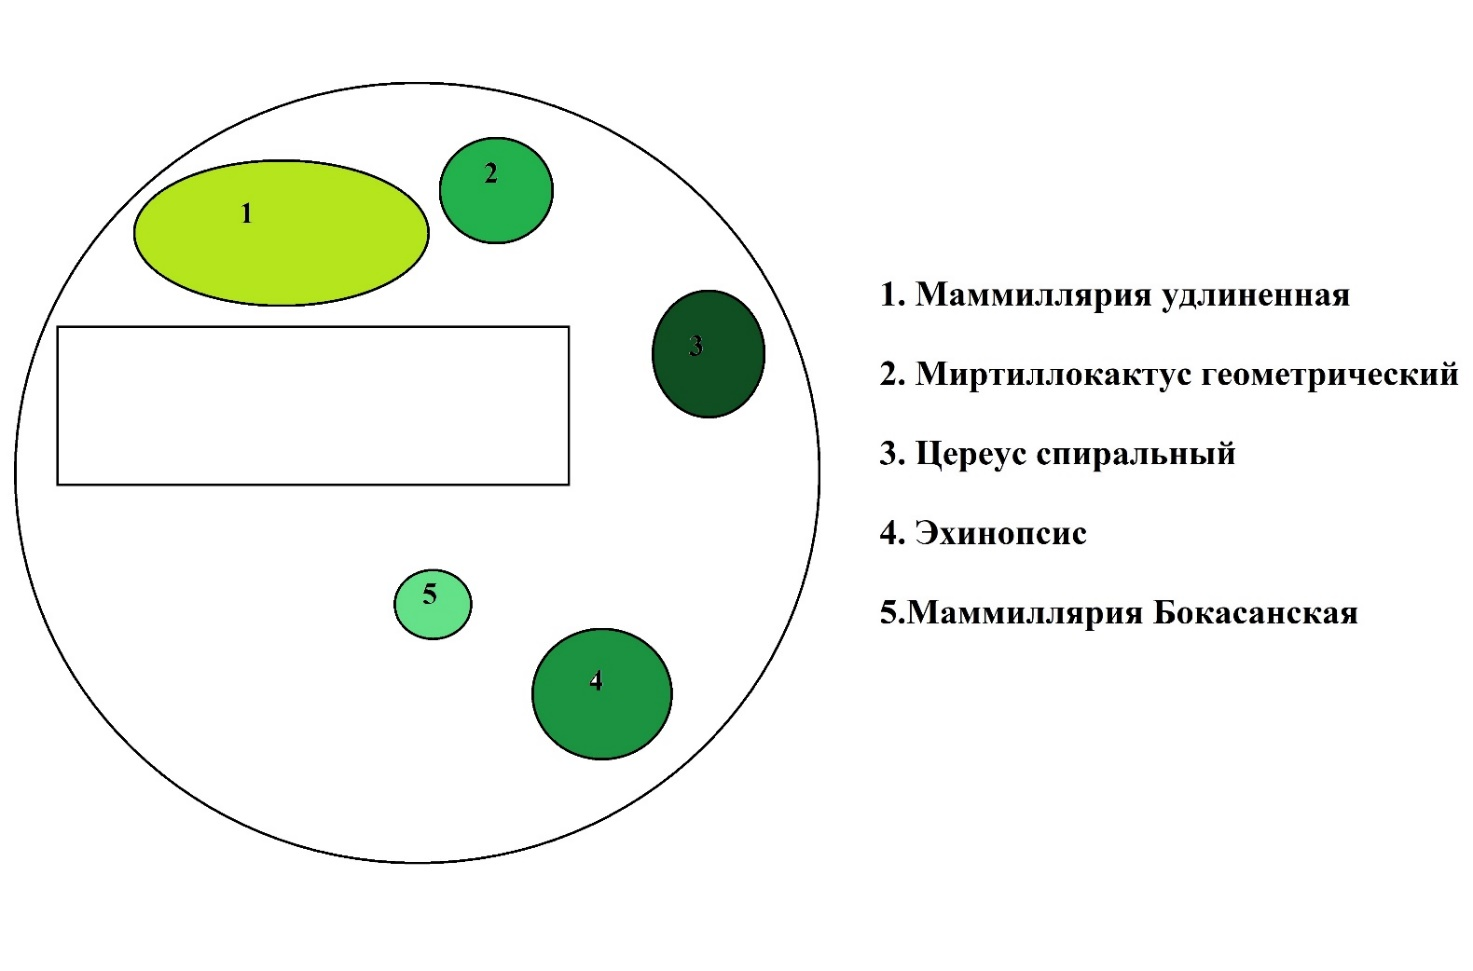 1
2
3
5
4
1. Маммиллярия удлиненная
2. Миртиллокактус геометрический
3. Цереус спиральный
4. Эхинопсис
5.Маммиллярия Бокасанская